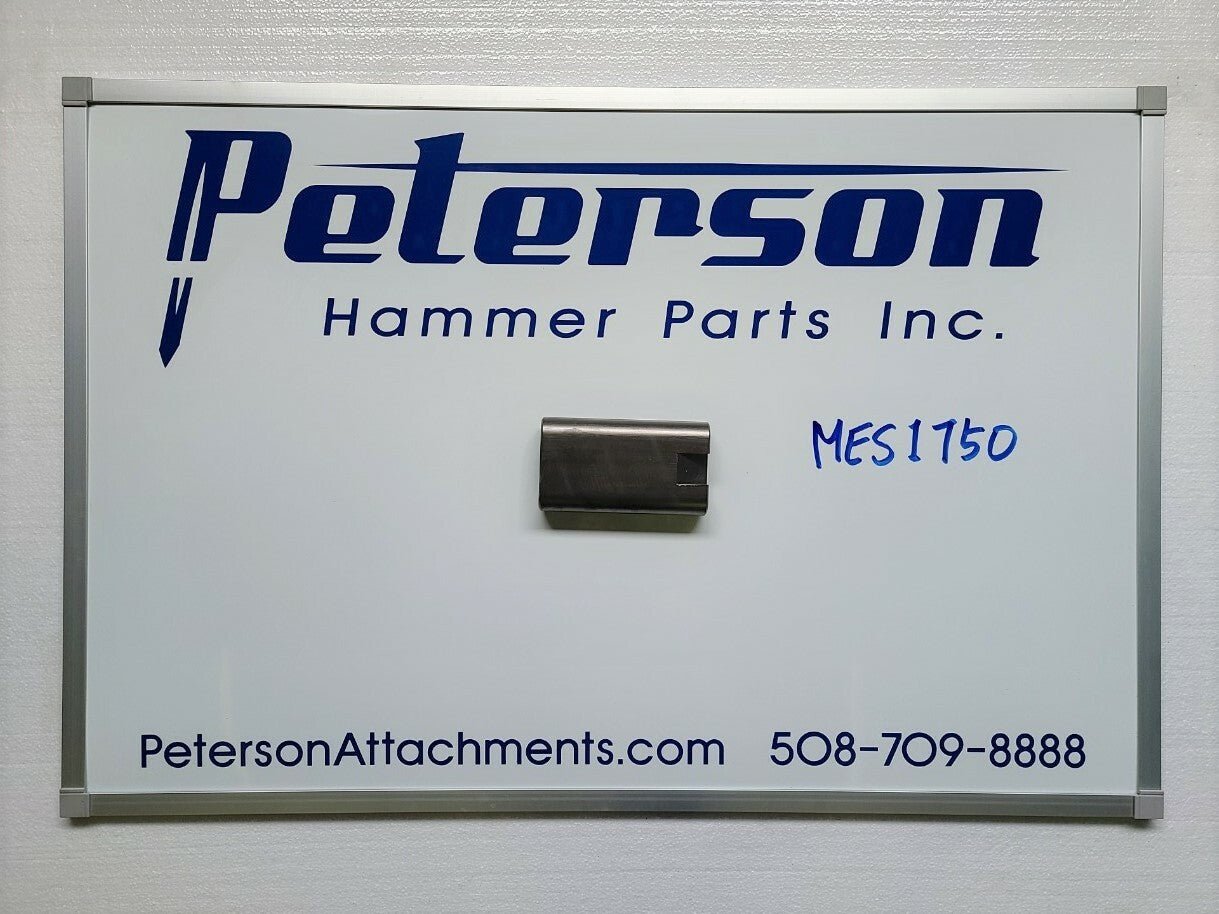 Peterson
Hammer Parts Inc.
MES1750
PetersonAttachments.com 508-709-8888